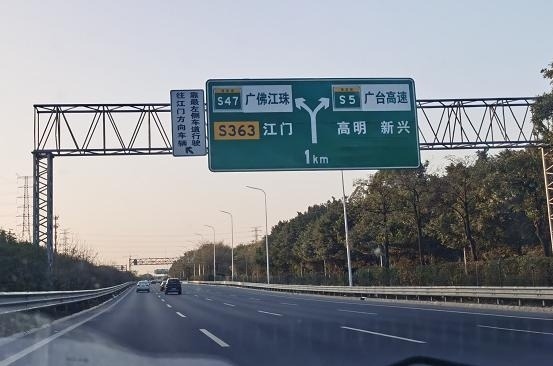 往江门方向车辆
靠最左侧车道行驶
S47 广佛江珠
S5 广台高速
S363 江门
高明 新兴
1km